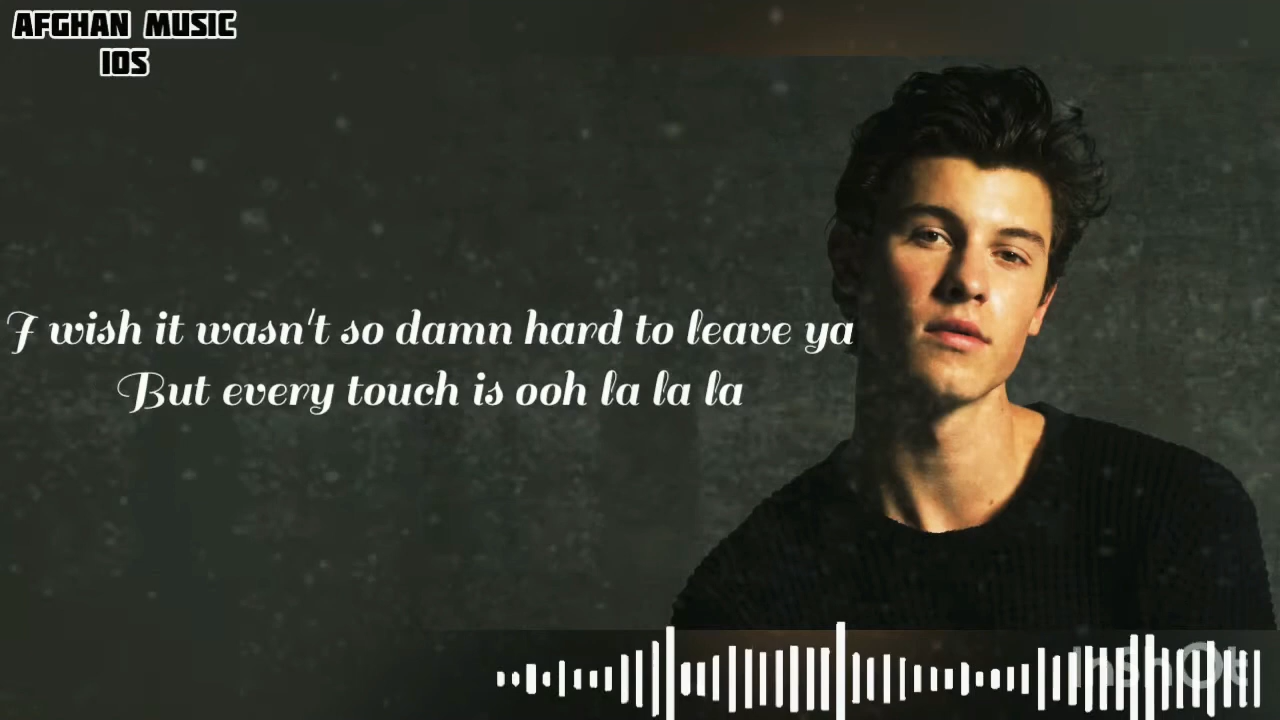 AFGHAN MUSIC
IOS
I wish it wasn't so damn hard to leave ya
But every touch is ooh la la la
InShOt